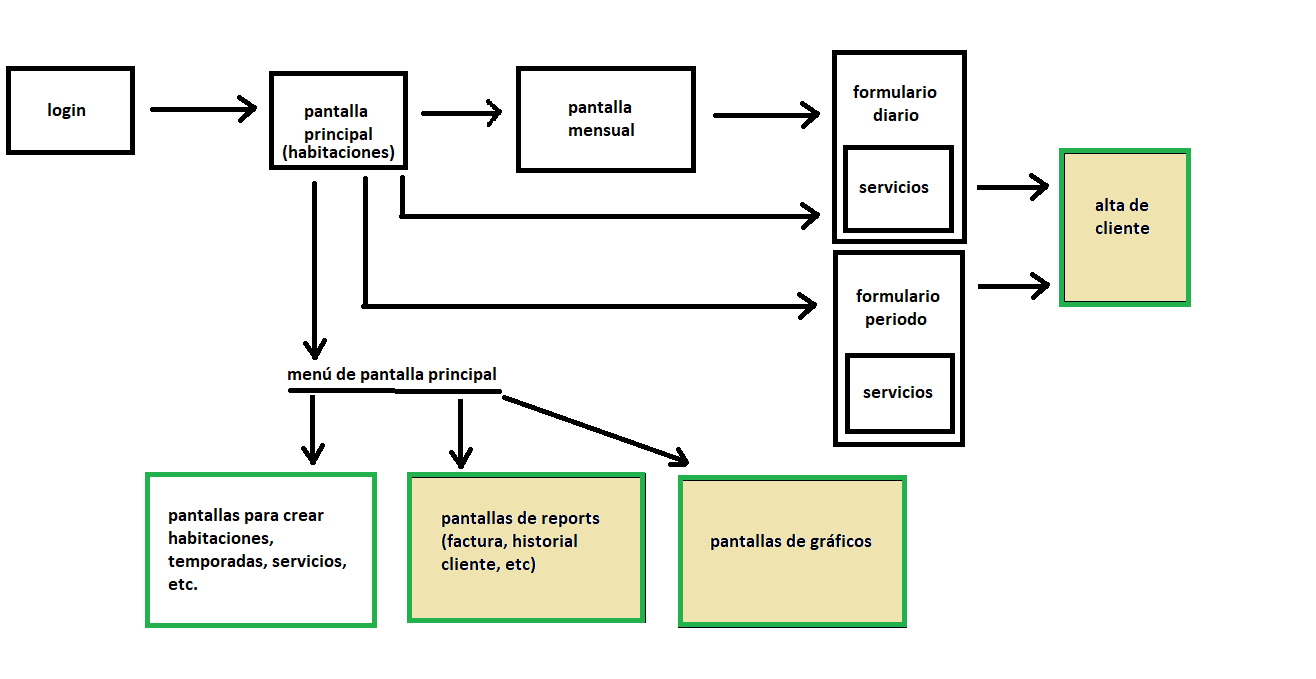 login
pantalla
principal
(habitaciones)
pantalla
mensual
formulario
diario
servicios
alta de
cliente
formulario
periodo
servicios
menú de pantalla principal
pantallas para crear
habitaciones,
temporadas, servicios,
etc.
pantallas de reports
(factura, historial
cliente, etc)
pantallas de gráficos